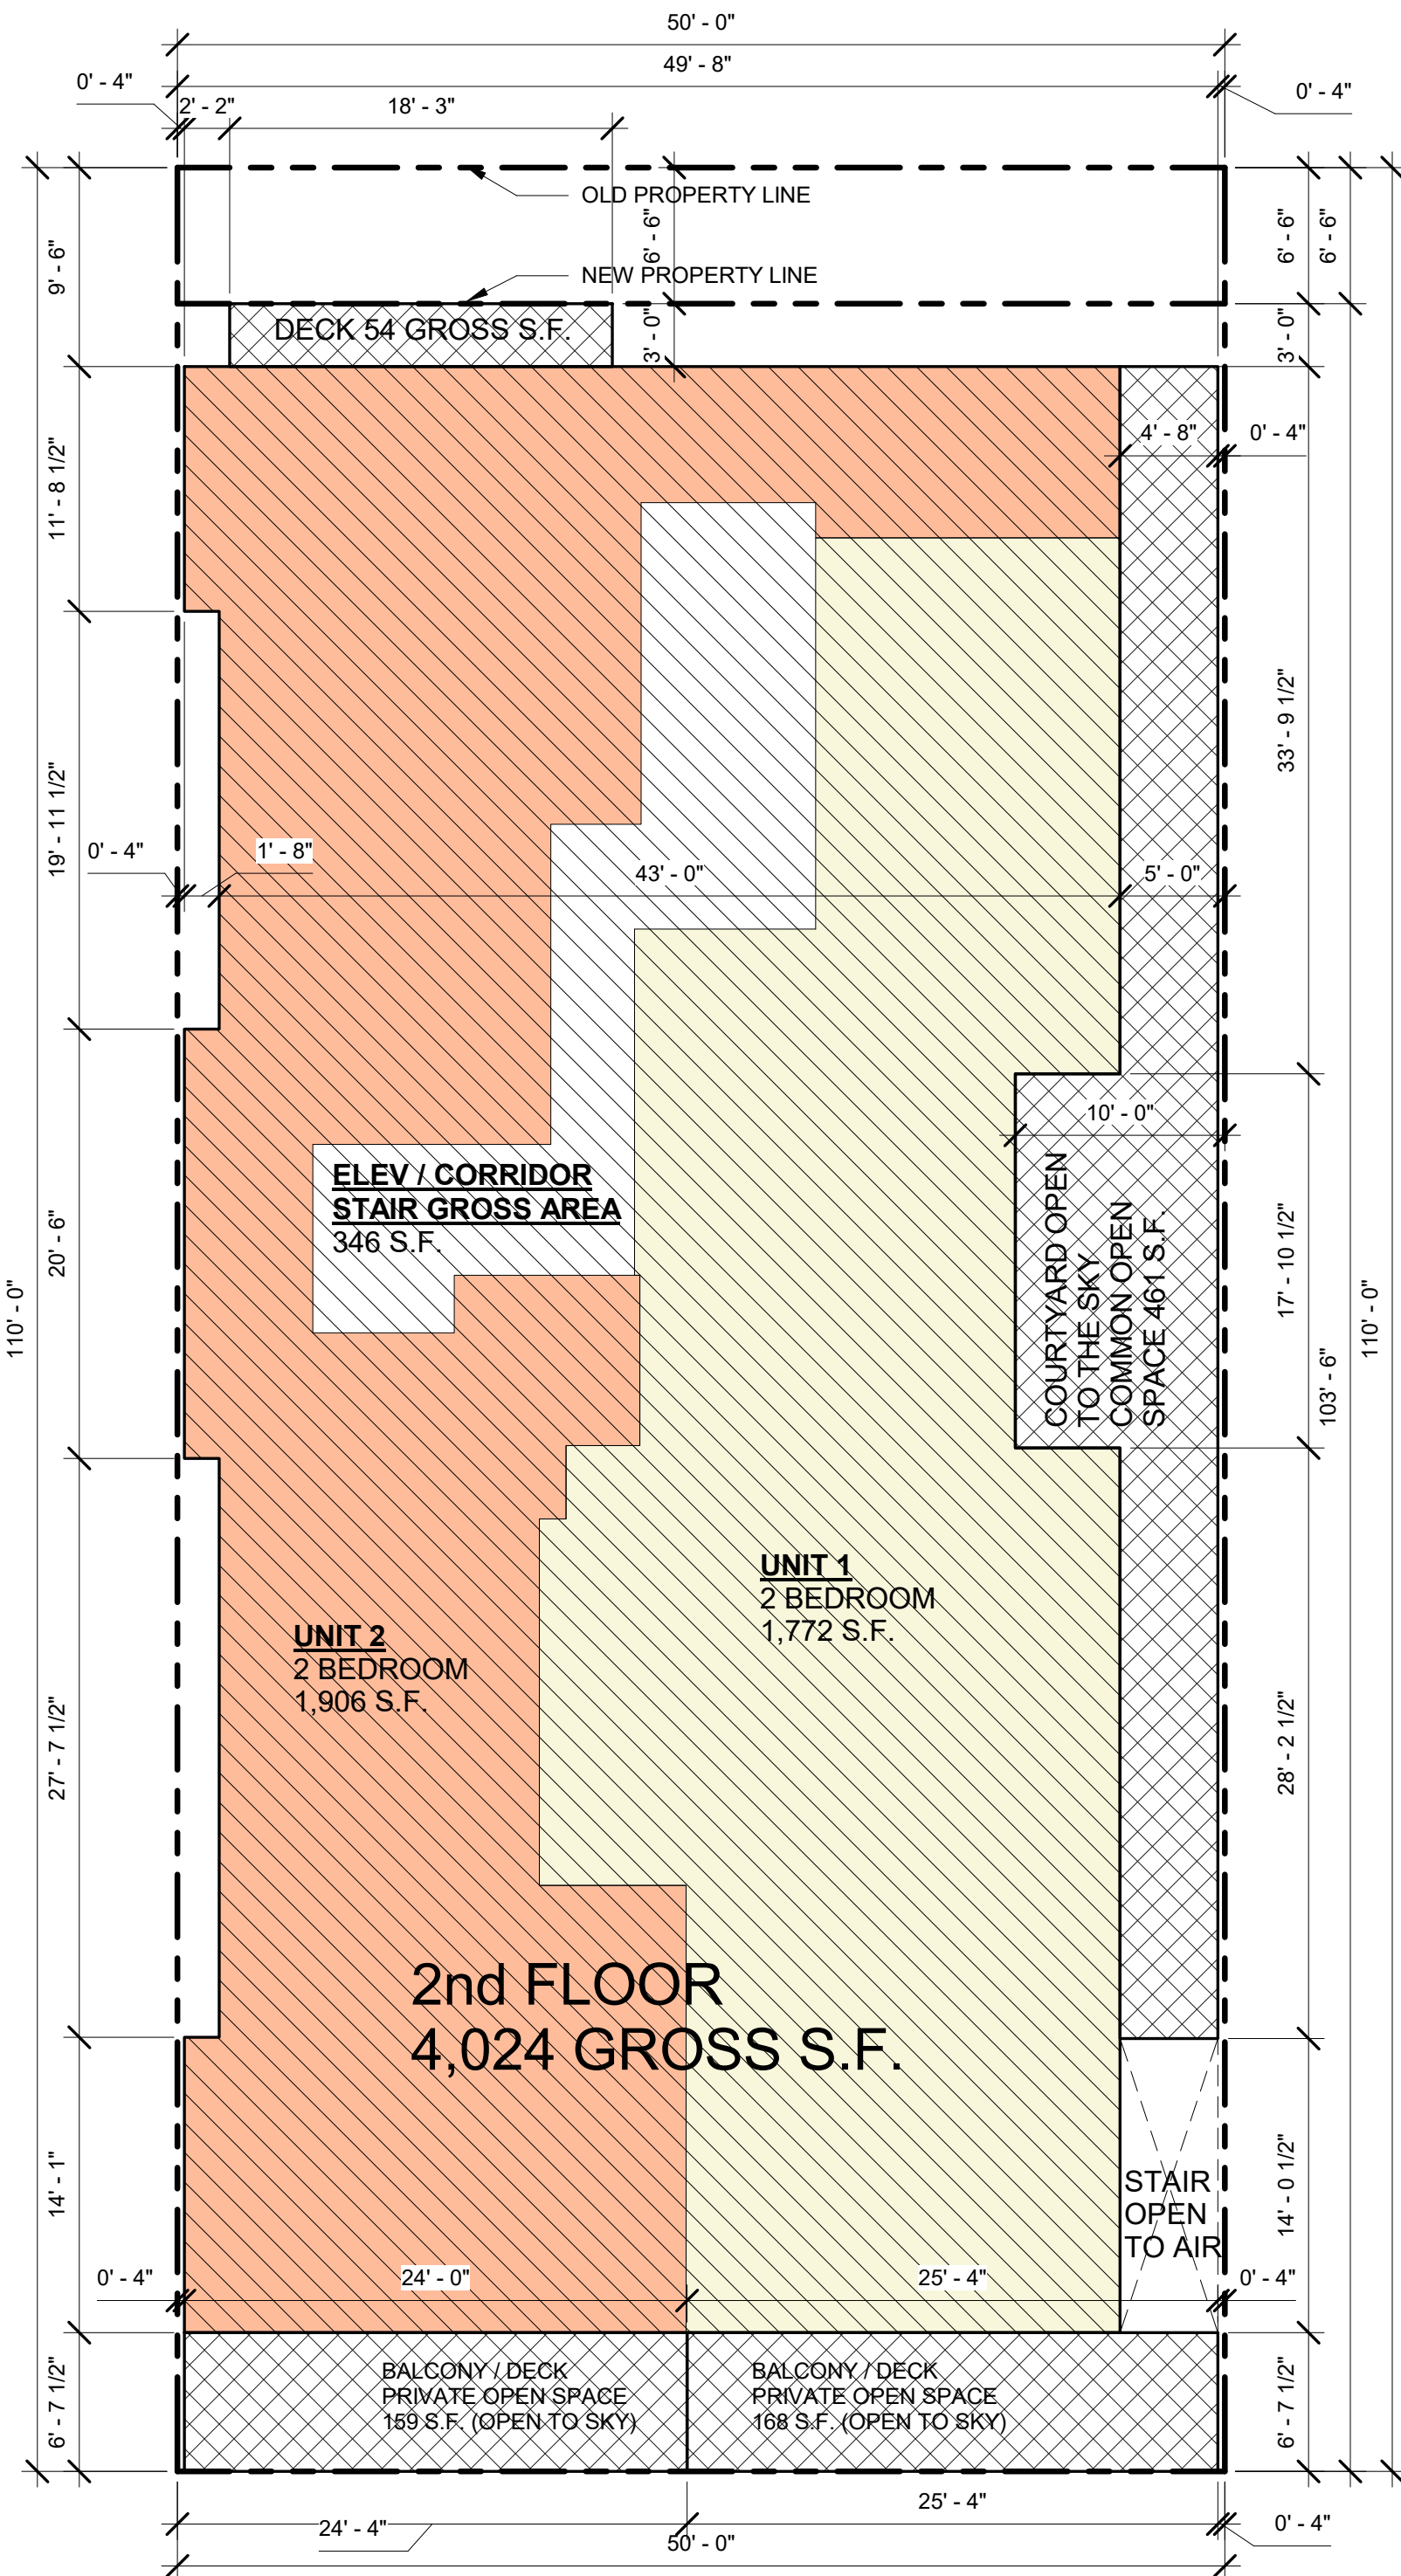 50' - 0"
49' - 8"
0' - 4"
0' - 4"
2' - 2"
18' - 3"
OLD PROPERTY LINE
6' - 6"
6' - 6"
6' - 6"
9' - 6"
NEW PROPERTY LINE
DECK 54 GROSS S.F.
3' - 0"
3' - 0"
4' - 8"
0' - 4"
11' - 8 1/2"
33' - 9 1/2"
19' - 11 1/2"
0' - 4"
1' - 8"
43' - 0"
5' - 0"
10' - 0"
ELEV / CORRIDOR
STAIR GROSS AREA
346 S.F.
COURTYARD OPEN
TO THE SKY
COMMON OPEN
SPACE 461 S.F.
20' - 6"
17' - 10 1/2"
110' - 0"
110' - 0"
103' - 6"
UNIT 1
2 BEDROOM
1,772 S.F.
UNIT 2
2 BEDROOM
1,906 S.F.
27' - 7 1/2"
28' - 2 1/2"
2nd FLOOR
4,024 GROSS S.F.
14' - 1"
14' - 0 1/2"
STAIR
OPEN
TO AIR
0' - 4"
24' - 0"
25' - 4"
0' - 4"
BALCONY / DECK
PRIVATE OPEN SPACE
159 S.F. (OPEN TO SKY)
BALCONY / DECK
PRIVATE OPEN SPACE
168 S.F. (OPEN TO SKY)
6' - 7 1/2"
6' - 7 1/2"
25' - 4"
24' - 4"
0' - 4"
50' - 0"